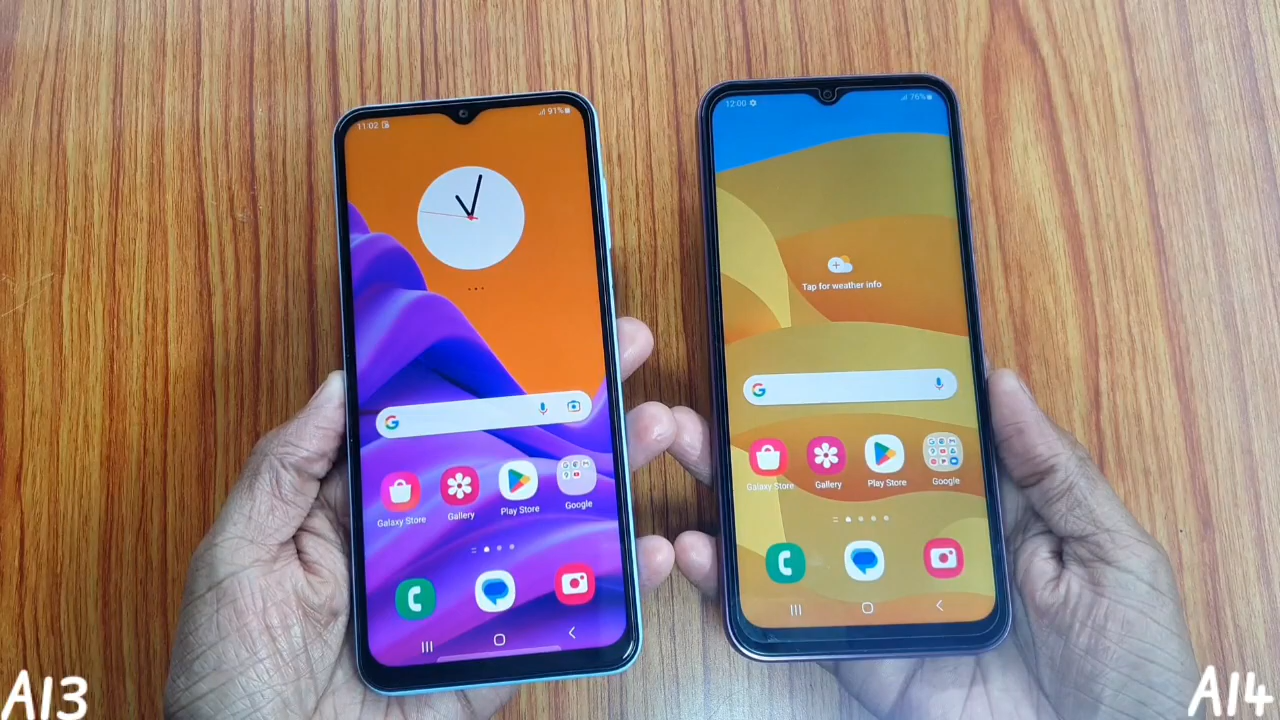 11:02
91%
Galaxy Store
Gallery
Play Store
Google
12:00
76%
Tap for weather info
Galaxy Store
Gallery
Play Store
Google
A13
A14